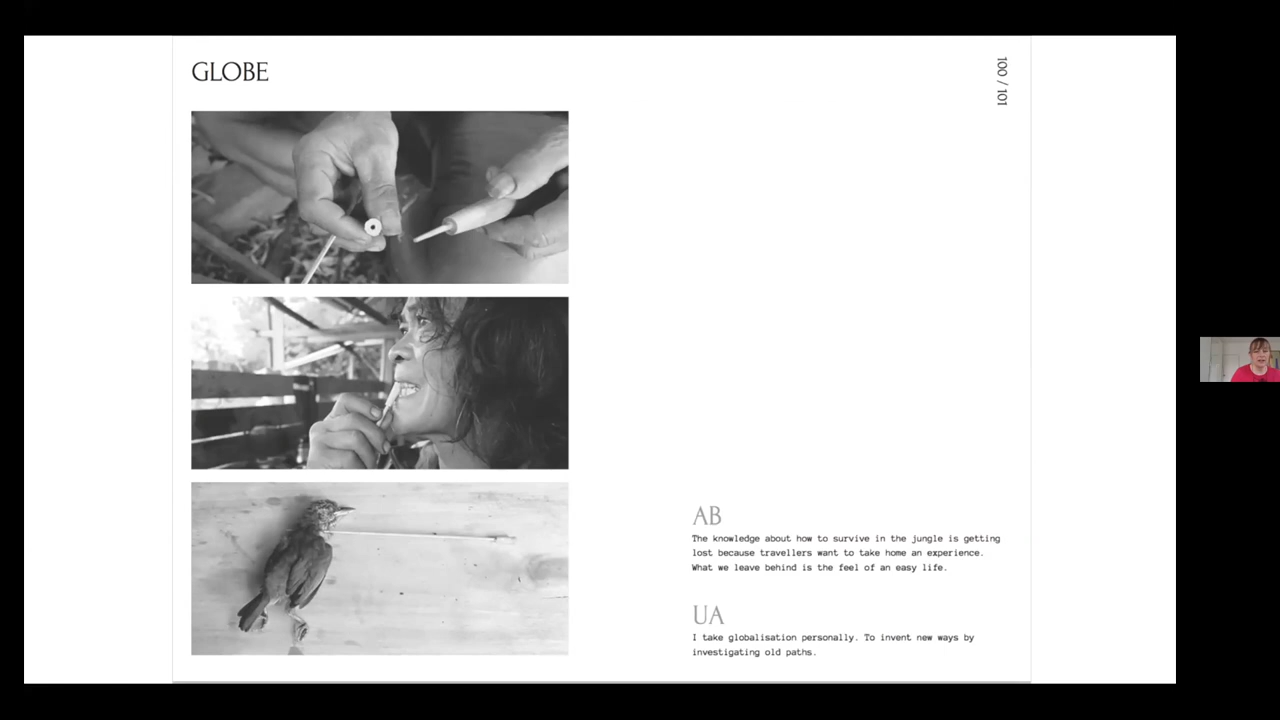 GLOBE
100 / 101
AB
The knowledge about how to survive in the jungle is getting
lost because travellers want to take home an experience.
What we leave behind is the feel of an easy life.
UA
I take globalisation personally. To invent new ways by
investigating old paths.